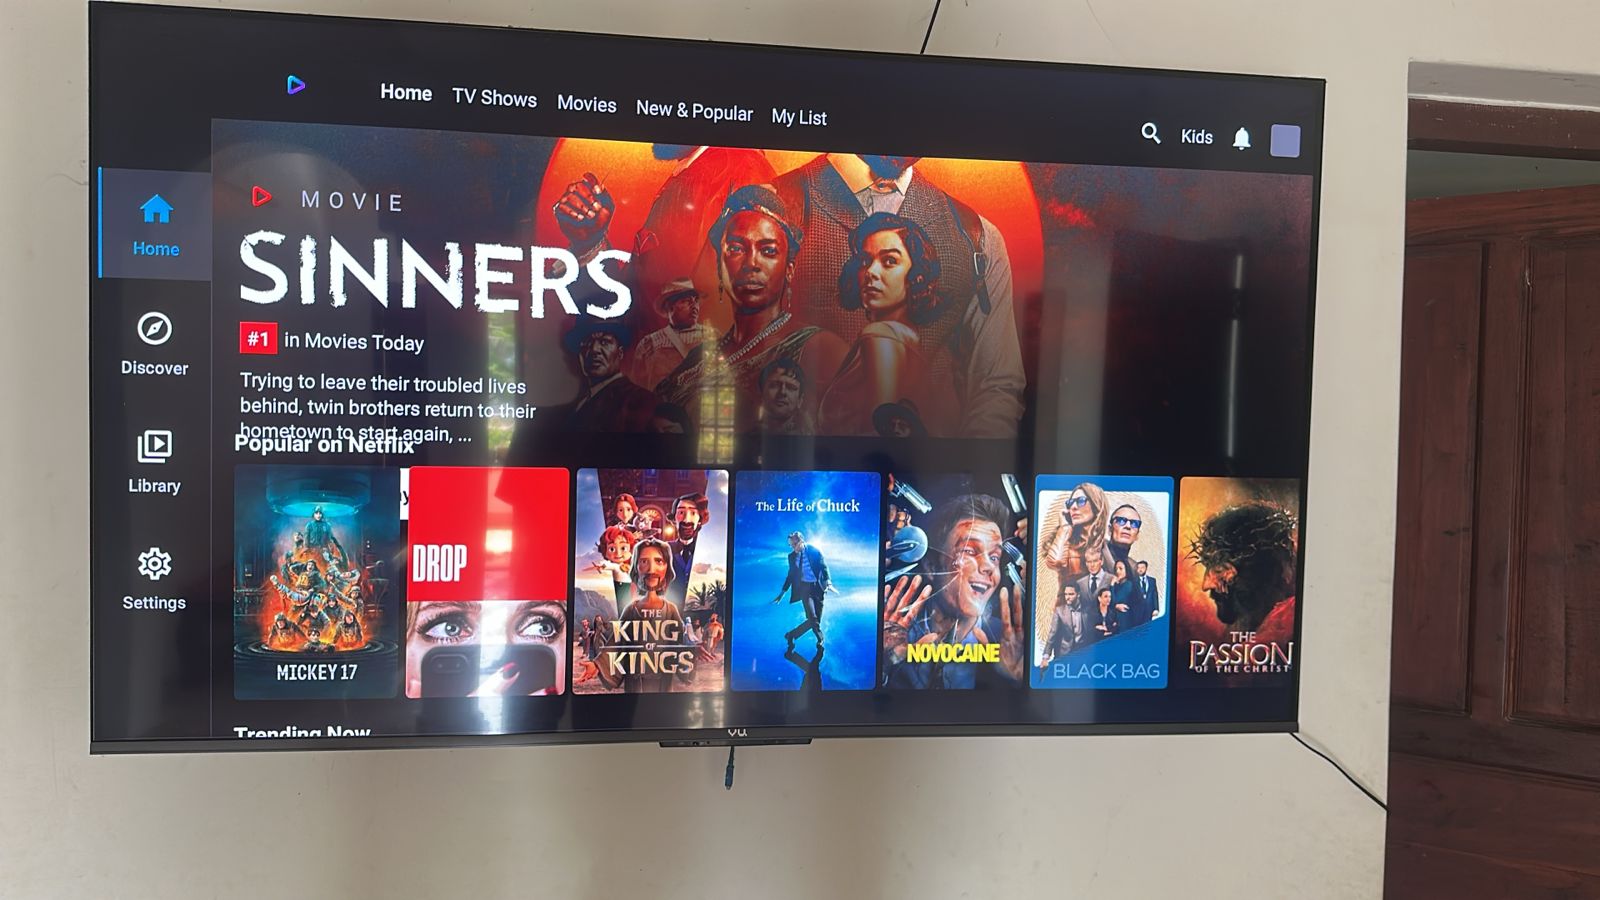 Home TV Shows Movies New & Popular My List
Kids
MOVIE
SINNERS
#1 in Movies Today
Trying to leave their troubled lives
behind, twin brothers return to their
hometown to start again, ...
Popular on Netflix
Home
Discover
Library
Settings
MICKEY 17
DROP
THE
KING
OF
KINGS
The Life of Chuck
NOVOCAINE
BLACK BAG
THE
PASSION
OF THE CHRIST
Trending Now
vu